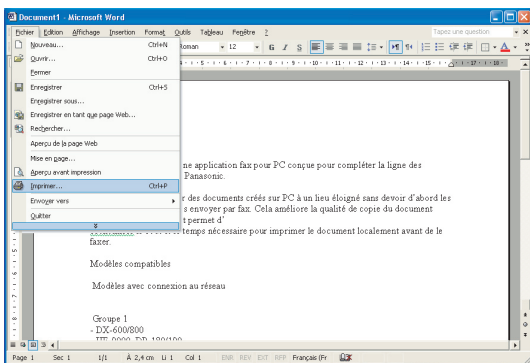 Document1 - Microsoft Word
Fichier Edition Affichage Insertion Format Outils Tableau Fenêtre ?
Tapez une question
Nouveau... Ctrl+N
Ouvrir... Ctrl+O
Fermer
Enregistrer Ctrl+S
Enregistrer sous...
Enregistrer en tant que page Web...
Rechercher...
Aperçu de la page Web
Mise en page...
Aperçu avant impression
Imprimer... Ctrl+P
Envoyer vers
Quitter
Roman 12 G I S
ne application fax pour PC conçue pour compléter la ligne des
Panasonic.
r des documents créés sur PC à un lieu éloigné sans devoir d'abord les
s envoyer par fax. Cela améliore la qualité de copie du document
t permet d'
temps nécessaire pour imprimer le document localement avant de le
faxer.
Modèles compatibles
Modèles avec connexion au réseau
Groupe 1
- DX-600/800
Page 1 Sec 1 1/1 À 2,4 cm Li 1 Col 1 ENR REV EXT RFP Français (Fr